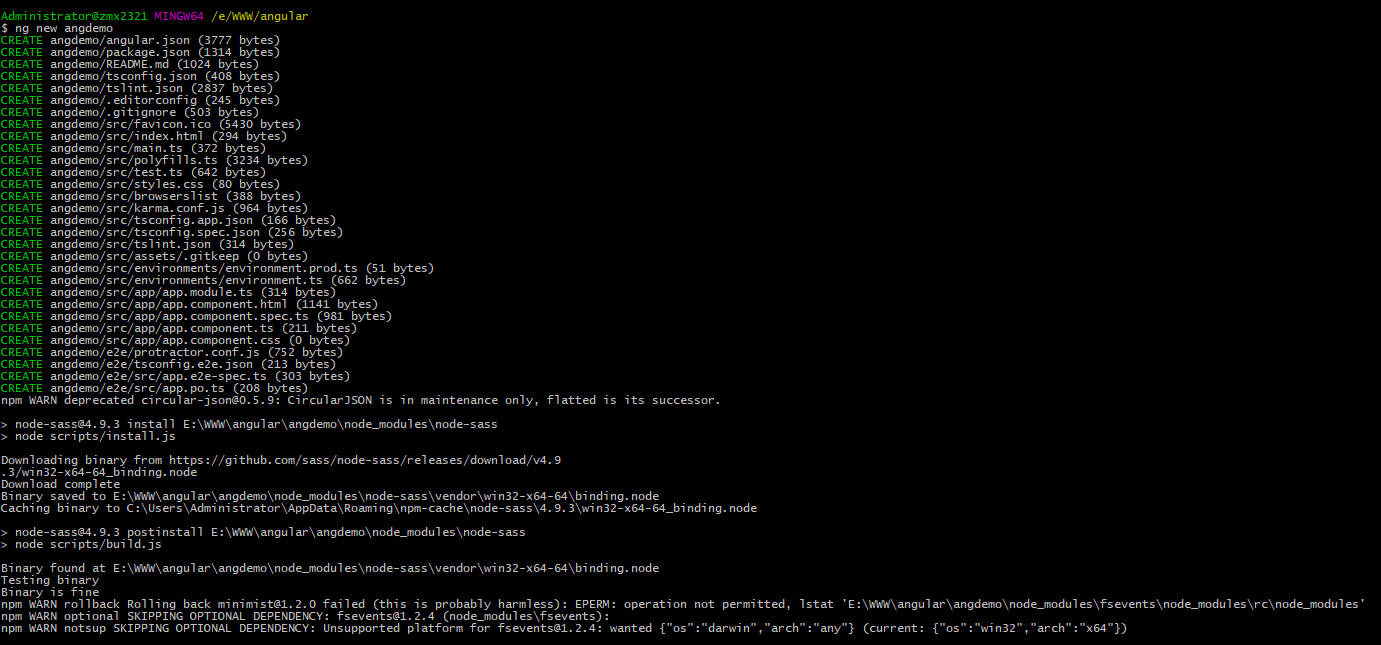 Administrator@zmx2321 MINGW64 /e/WWW/angular
$ ng new angdemo
CREATE angdemo/angular.json (3777 bytes)
CREATE angdemo/package.json (1314 bytes)
CREATE angdemo/README.md (1024 bytes)
CREATE angdemo/tsconfig.json (408 bytes)
CREATE angdemo/tslint.json (2837 bytes)
CREATE angdemo/.editorconfig (245 bytes)
CREATE angdemo/.gitignore (503 bytes)
CREATE angdemo/src/favicon.ico (5430 bytes)
CREATE angdemo/src/index.html (294 bytes)
CREATE angdemo/src/main.ts (372 bytes)
CREATE angdemo/src/polyfills.ts (3234 bytes)
CREATE angdemo/src/test.ts (642 bytes)
CREATE angdemo/src/styles.css (80 bytes)
CREATE angdemo/src/browserslist (388 bytes)
CREATE angdemo/src/karma.conf.js (964 bytes)
CREATE angdemo/src/tsconfig.app.json (166 bytes)
CREATE angdemo/src/tsconfig.spec.json (256 bytes)
CREATE angdemo/src/tslint.json (314 bytes)
CREATE angdemo/src/assets/.gitkeep (0 bytes)
CREATE angdemo/src/environments/environment.prod.ts (51 bytes)
CREATE angdemo/src/environments/environment.ts (662 bytes)
CREATE angdemo/src/app/app.module.ts (314 bytes)
CREATE angdemo/src/app/app.component.html (1141 bytes)
CREATE angdemo/src/app/app.component.spec.ts (981 bytes)
CREATE angdemo/src/app/app.component.ts (211 bytes)
CREATE angdemo/src/app/app.component.css (0 bytes)
CREATE angdemo/e2e/protractor.conf.js (752 bytes)
CREATE angdemo/e2e/tsconfig.e2e.json (213 bytes)
CREATE angdemo/e2e/src/app.e2e-spec.ts (303 bytes)
CREATE angdemo/e2e/src/app.po.ts (208 bytes)
npm WARN deprecated circular-json@0.5.9: CircularJSON is in maintenance only, flatted is its successor.
> node-sass@4.9.3 install E:\WWW\angular\angdemo\node_modules\node-sass
> node scripts/install.js
Downloading binary from https://github.com/sass/node-sass/releases/download/v4.9
.3/win32-x64-64_binding.node
Download complete
Binary saved to E:\WWW\angular\angdemo\node_modules\node-sass\vendor\win32-x64-64\binding.node
Caching binary to C:\Users\Administrator\AppData\Roaming\npm-cache\node-sass\4.9.3\win32-x64-64_binding.node
> node-sass@4.9.3 postinstall E:\WWW\angular\angdemo\node_modules\node-sass
> node scripts/build.js
Binary found at E:\WWW\angular\angdemo\node_modules\node-sass\vendor\win32-x64-64\binding.node
Testing binary
Binary is fine
npm WARN rollback Rolling back minimist@1.2.0 failed (this is probably harmless): EPERM: operation not permitted, lstat 'E:\WWW\angular\angdemo\node_modules\fsevents\node_modules\rc\node_modules'
npm WARN optional SKIPPING OPTIONAL DEPENDENCY: fsevents@1.2.4 (node_modules\fsevents):
npm WARN notsup SKIPPING OPTIONAL DEPENDENCY: Unsupported platform for fsevents@1.2.4: wanted {"os":"darwin","arch":"any"} (current: {"os":"win32","arch":"x64"})